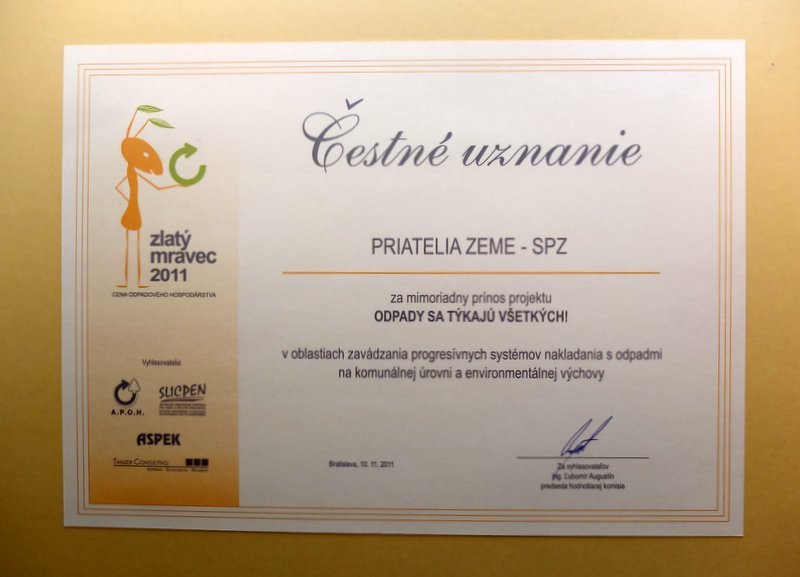 Čestné uznanie
PRIATELIA ZEME - SPZ
za mimoriadny prínos projektu
ODPADY SA TÝKAJÚ VŠETKÝCH!
v oblastiach zavádzania progresívnych systémov nakladania s odpadmi
na komunálnej úrovni a environmentálnej výchovy
zlatý
mravec
2011
CENA ODPADOVÉHO HOSPODÁRSTVA
Vyhlasovatelia
A.P.O.H.
SLICPEN
ASPEK
TANZER CONSULTING
Bratislava, 10. 11. 2011
Za vyhlasovateľov
Ing. Ľubomír Augustín
predseda hodnotiacej komisie